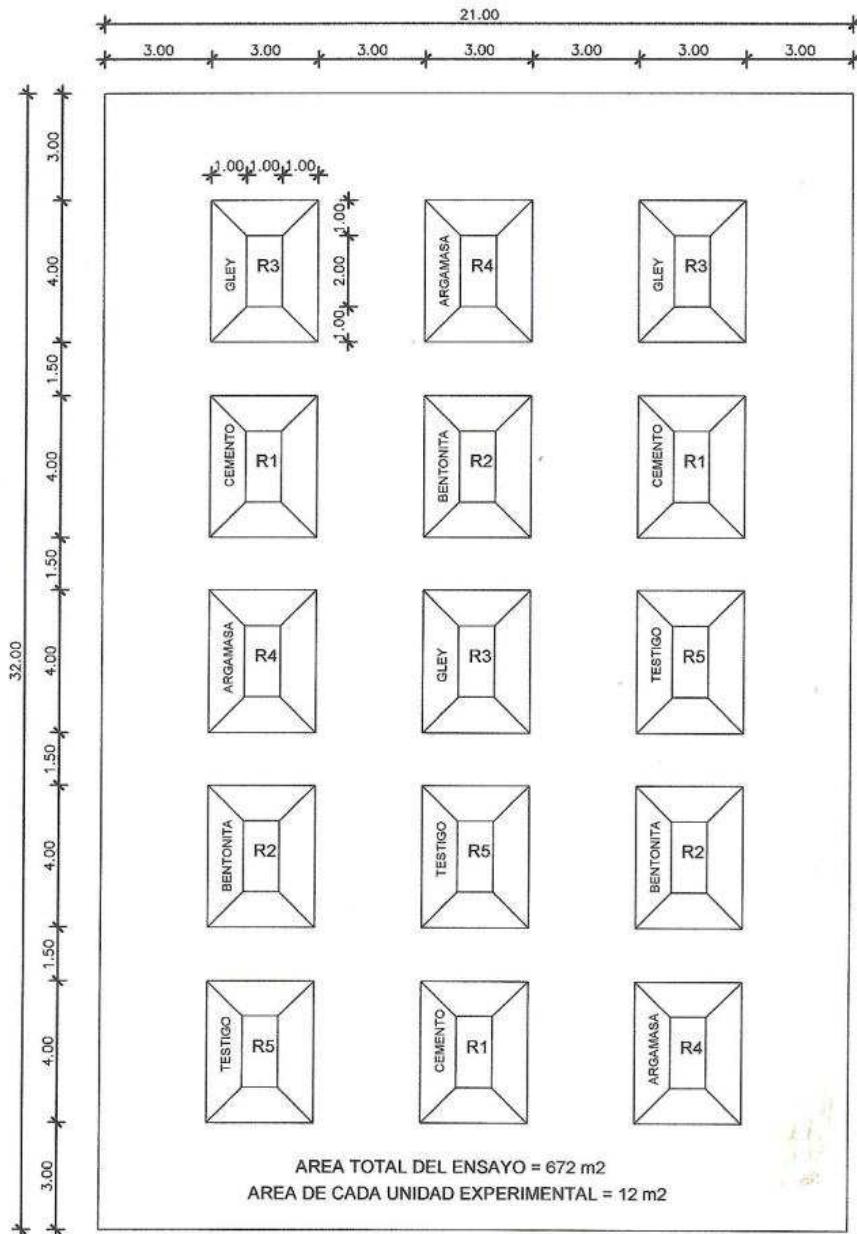 21.00
3.00 3.00 3.00 3.00 3.00 3.00 3.00
32.00
3.00
4.00
1.50
4.00
1.50
4.00
1.50
4.00
1.50
4.00
3.00
1.00 1.00 1.00
1.00
2.00
1.00
GLEY R3 ARGAMASA R4 GLEY R3
CEMENTO R1 BENTONITA R2 CEMENTO R1
ARGAMASA R4 GLEY R3 TESTIGO R5
BENTONITA R2 TESTIGO R5 BENTONITA R2
TESTIGO R5 CEMENTO R1 ARGAMASA R4
AREA TOTAL DEL ENSAYO = 672 m2
AREA DE CADA UNIDAD EXPERIMENTAL = 12 m2